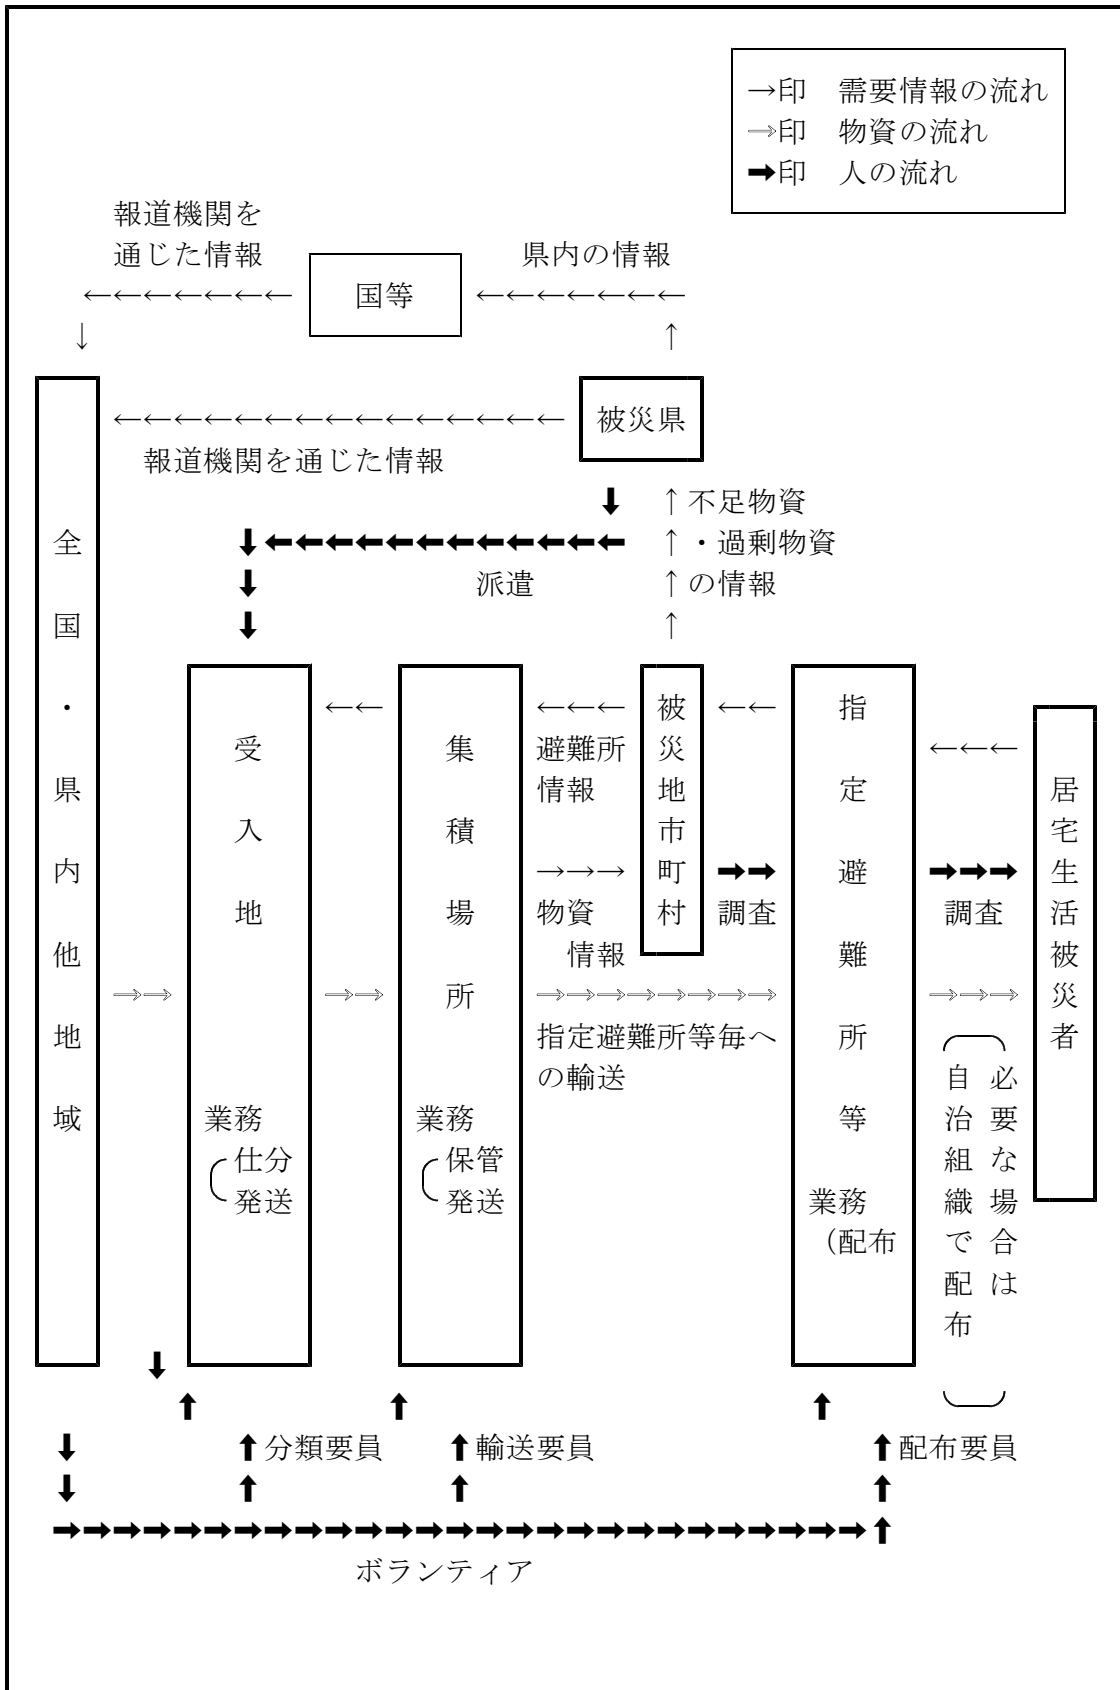 →印　需要情報の流れ
⇒印　物資の流れ
➡印　人の流れ
報道機関を
通じた情報
国等
県内の情報
←←←←←←←
←←←←←←←
↓
↑
被災県
←←←←←←←←←←←←←←←
報道機関を通じた情報
↑不足物資
↑・過剰物資
↑の情報
↑
派遣
全国・県内他地域
受入地
業務
仕分
発送
集積場所
業務
保管
発送
←←
←←←
避難所
情報
→→→
物資
情報
被災地市町村
←←
調査
指定避難所等
業務
（配布
←←←
調査
居宅生活被災者
⇒⇒
⇒⇒
⇒⇒⇒⇒⇒⇒⇒⇒
指定避難所等毎へ
の輸送
⇒⇒⇒
必要な場合は
自治組織で配布
分類要員
輸送要員
配布要員
ボランティア